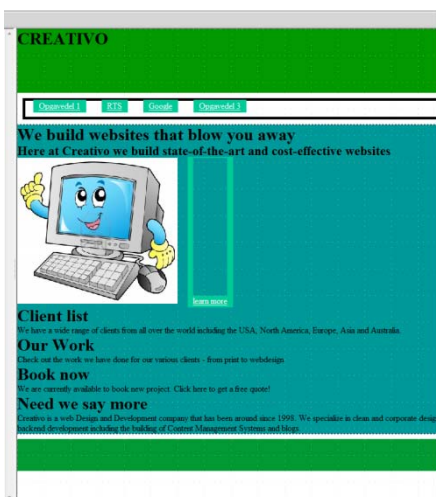 CREATIVO
Opgavedel 1 RTS Google Opgavedel 3
We build websites that blow you away
Here at Creativo we build state-of-the-art and cost-effective websites
learn more
Client list
We have a wide range of clients from all over the world including the USA, North America, Europe, Asia and Australia.
Our Work
Check out the work we have done for our various clients - from print to webdesign
Book now
We are currently available to book new project. Click here to get a free quote!
Need we say more
Creativo is a web Design and Development company that has been around since 1998. We specialize in clean and corporate desig
backend development including the building of Content Management Systems and blogs.